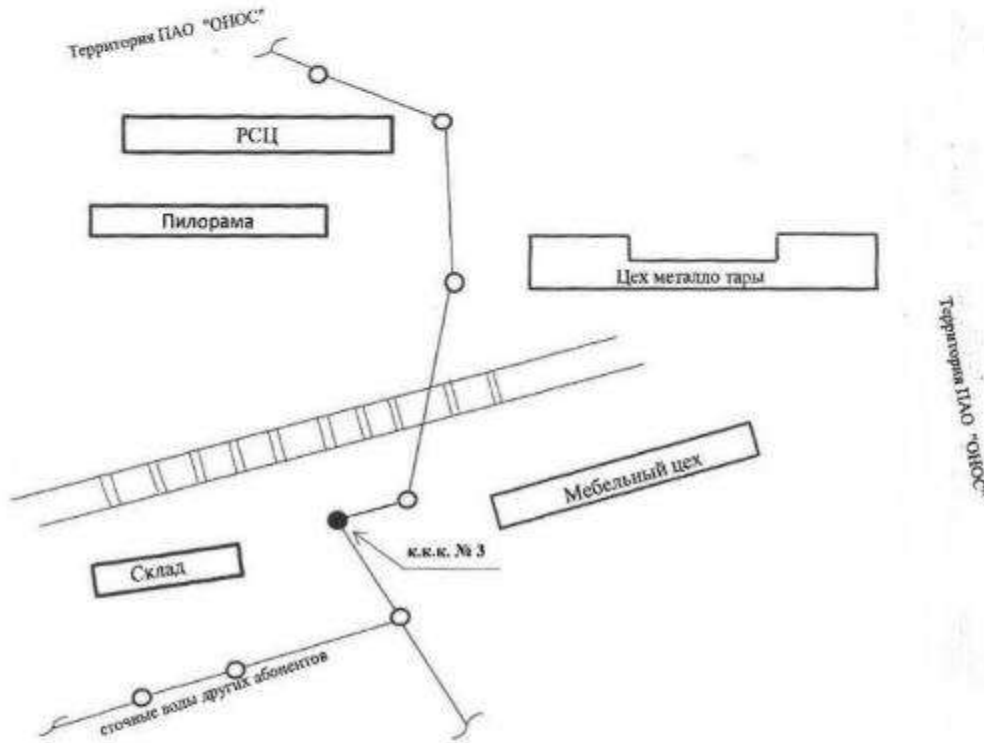 Территория ПАО "ОНОС"
РСЦ
Пилорама
Цех металло тары
Территория ПАО "ОНОС"
Мебельный цех
к.к.к. № 3
Склад
сточные воды других абонентов